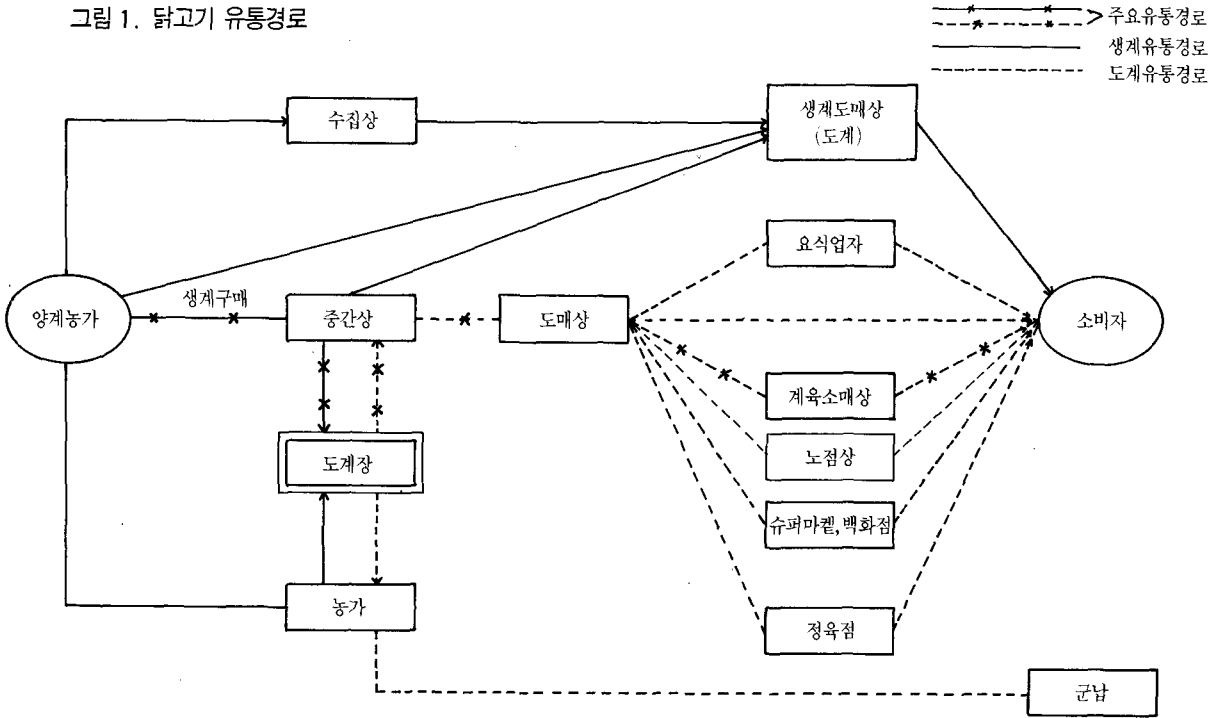 그림 1. 닭고기 유통경로
주요유통경로
생계유통경로
도계유통경로
수집상
생계도매상
(도계)
요식업자
생계구매
양계농가
중간상
도매상
소비자
계육소매상
도계장
노점상
슈퍼마켙, 백화점
농가
정육점
군납